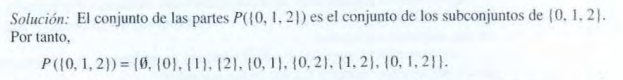 Solución: El conjunto de las partes P({0, 1, 2}) es el conjunto de los subconjuntos de {0, 1, 2}.
Por tanto,
P({0, 1, 2}) = {Ø, {0}, {1}, {2}, {0, 1}, {0, 2}, {1, 2}, {0, 1, 2}}.